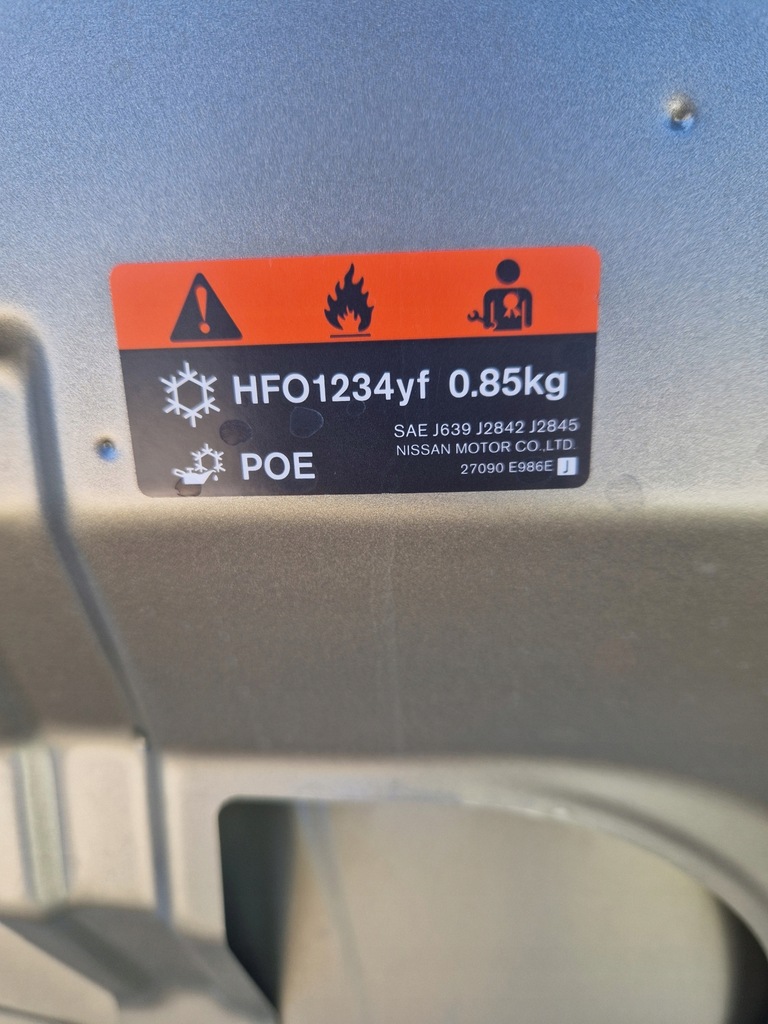 HFO1234yf 0.85kg
SAE J639 J2842 J2845
NISSAN MOTOR CO.,LTD.
POE
27090 E986E J